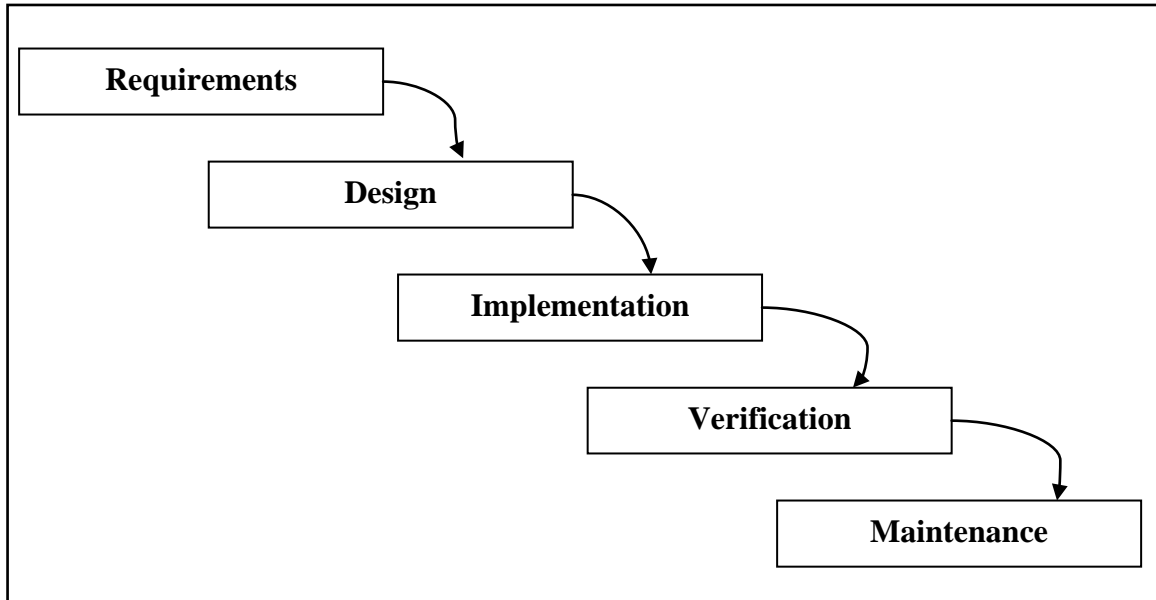 Requirements
Design
Implementation
Verification
Maintenance